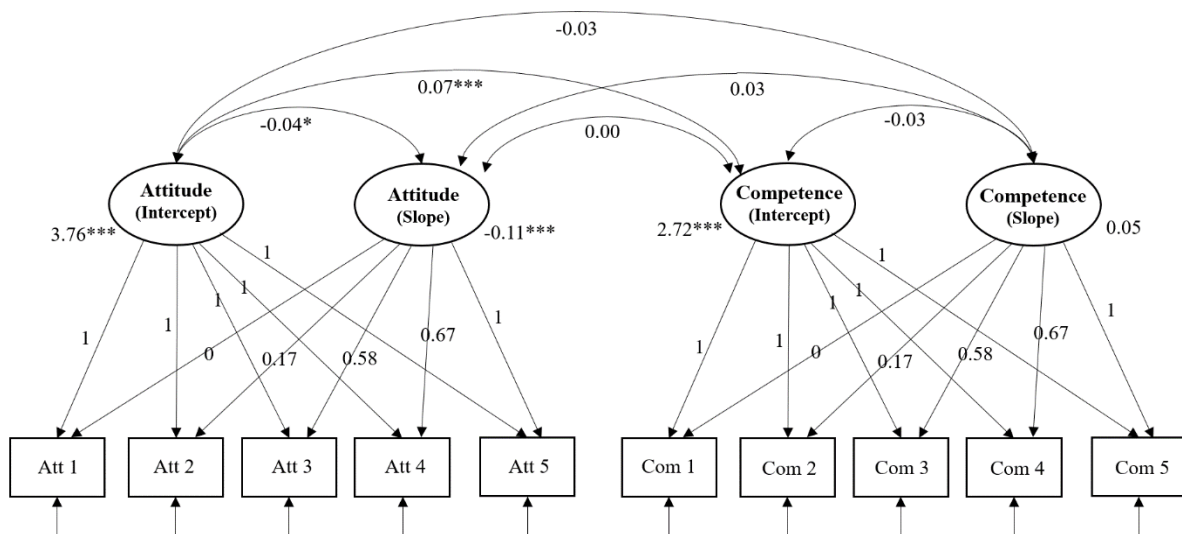 -0.03
0.07***
0.03
-0.04*
0.00
-0.03
Attitude
(Intercept)
Attitude
(Slope)
Competence
(Intercept)
Competence
(Slope)
3.76***
-0.11***
2.72***
0.05
1
1
1
1
1
0
0.17
0.58
0.67
1
1
1
1
1
1
0
0.17
0.58
0.67
1
Att 1
Att 2
Att 3
Att 4
Att 5
Com 1
Com 2
Com 3
Com 4
Com 5